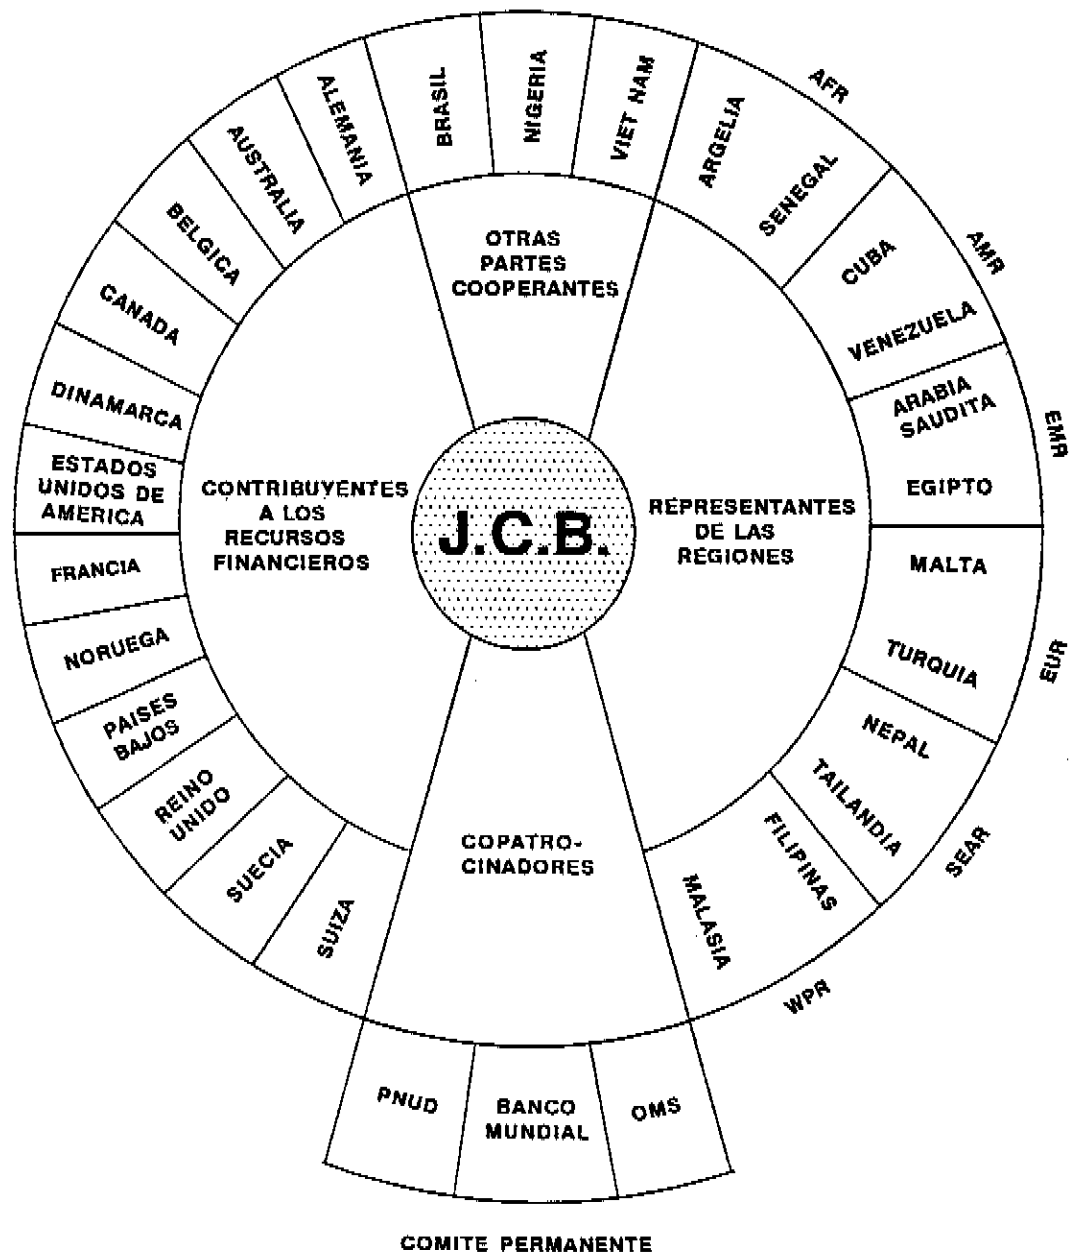 BRASIL
NIGERIA
VIET NAM
ARGELIA
SENEGAL
AFR
CUBA
VENEZUELA
AMR
ARABIA
SAUDITA
EGIPTO
EMR
MALTA
TURQUIA
EUR
NEPAL
TAILANDIA
SEAR
FILIPINAS
MALASIA
WPR
ALEMANIA
AUSTRALIA
BELGICA
CANADA
DINAMARCA
ESTADOS
UNIDOS DE
AMERICA
FRANCIA
NORUEGA
PAISES
BAJOS
REINO
UNIDO
SUECIA
SUIZA
OTRAS
PARTES
COOPERANTES
CONTRIBUYENTES
A LOS
RECURSOS
FINANCIEROS
J.C.B.
REPRESENTANTES
DE LAS
REGIONES
COPATRO-
CINADORES
PNUD
BANCO
MUNDIAL
OMS
COMITE PERMANENTE